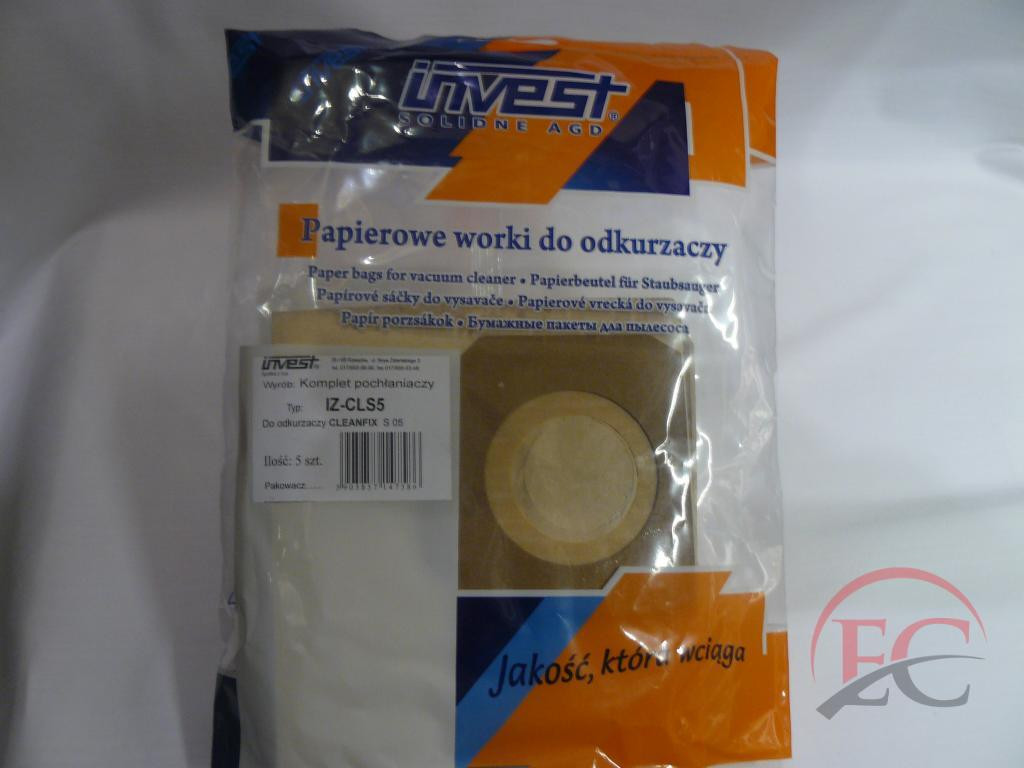 invest®
SOLIDNE AGD
Papierowe worki do odkurzaczy
Paper bags for vacuum cleaner • Papierbeutel für Staubsauger
Papírové sáčky do vysavače • Papierové vrecká do vysavača
Papír porzsákok • Бумажные пакеты для пылесоса
invest®
Wyrób: Komplet pochłaniaczy
Typ: IZ-CLS5
Do odkurzaczy CLEANFIX S 05
Ilość: 5 szt.
Pakowacz......
Jakość, która wciąga
EC